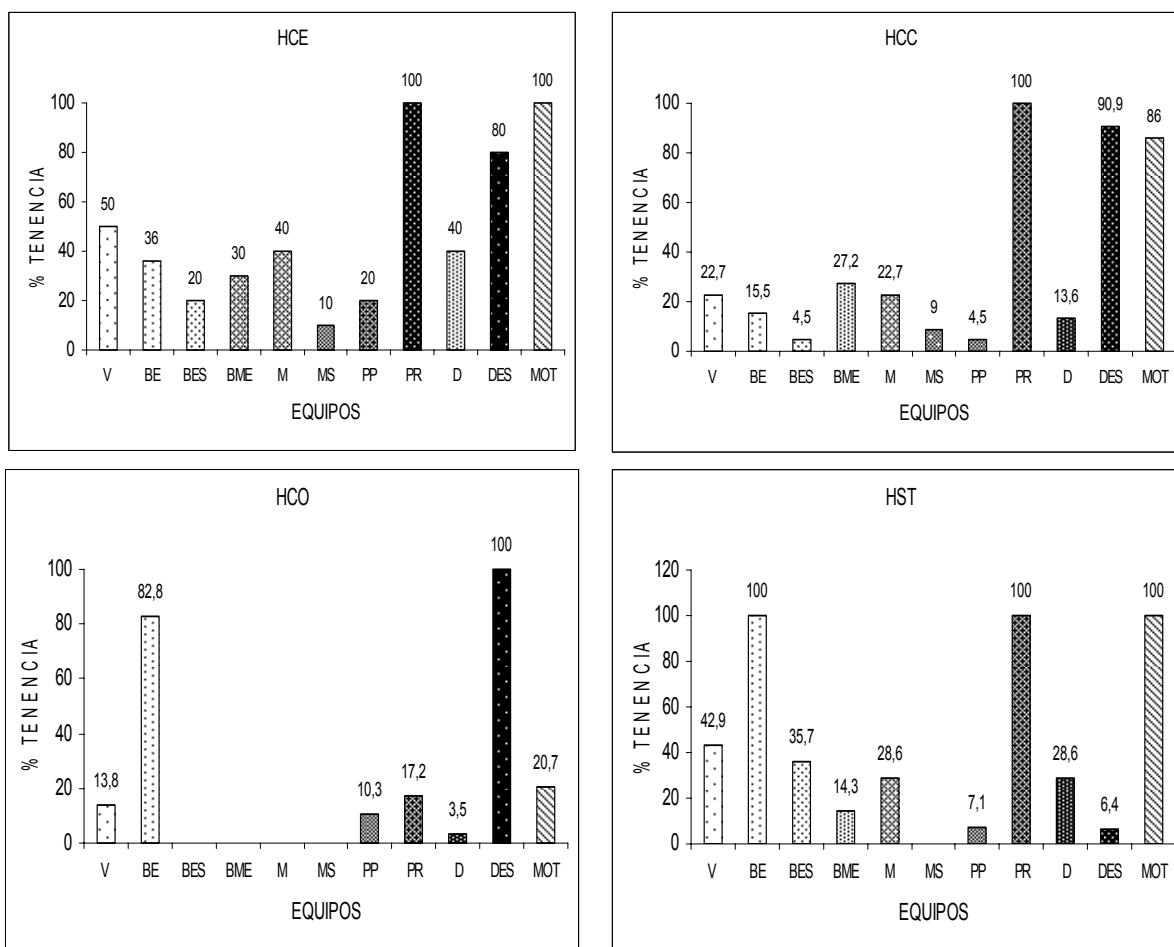 HCE
100 100
100
80
80
60
50
40 40
40
36
30
20 20
20
10
0
V BE BES BME M MS PP PR D DES MOT
EQUIPOS
% TENENCIA
HCC
100
100
90,9
86
80
60
40
27,2
22,7 22,7
20
15,5
13,6
9
4,5 4,5
0
V BE BES BME M MS PP PR D DES MOT
EQUIPOS
% TENENCIA
HCO
100
100
82,8
80
60
40
20
13,8 10,3 17,2 3,5 20,7
0
V BE BES BME M MS PP PR D DES MOT
EQUIPOS
% TENENCIA
HST
120
100 100 100
100
80
60
42,9
40
35,7
28,6 28,6
20
14,3
7,1 6,4
0
V BE BES BME M MS PP PR D DES MOT
EQUIPOS
% TENENCIA